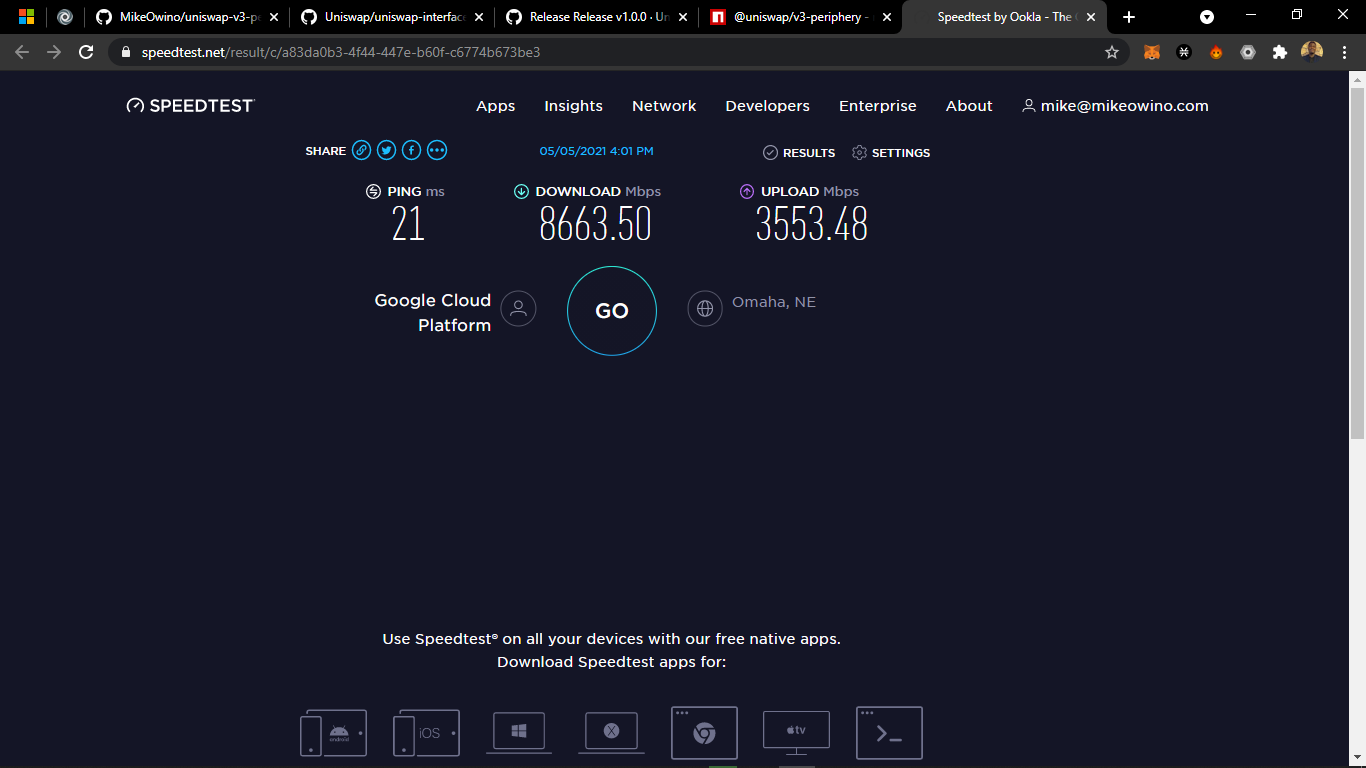 MikeOwino/uniswap-v3-pe
Uniswap/uniswap-interface
Release Release v1.0.0 · Un
@uniswap/v3-periphery -
Speedtest by Ookla - The
speedtest.net/result/c/a83da0b3-4f44-447e-b60f-c6774b673be3
SPEEDTEST
Apps Insights Network Developers Enterprise About mike@mikeowino.com
SHARE 05/05/2021 4:01 PM RESULTS SETTINGS
PING ms DOWNLOAD Mbps UPLOAD Mbps
21 8663.50 3553.48
Google Cloud
Platform
GO
Omaha, NE
Use Speedtest® on all your devices with our free native apps.
Download Speedtest apps for:
android iOS X tv